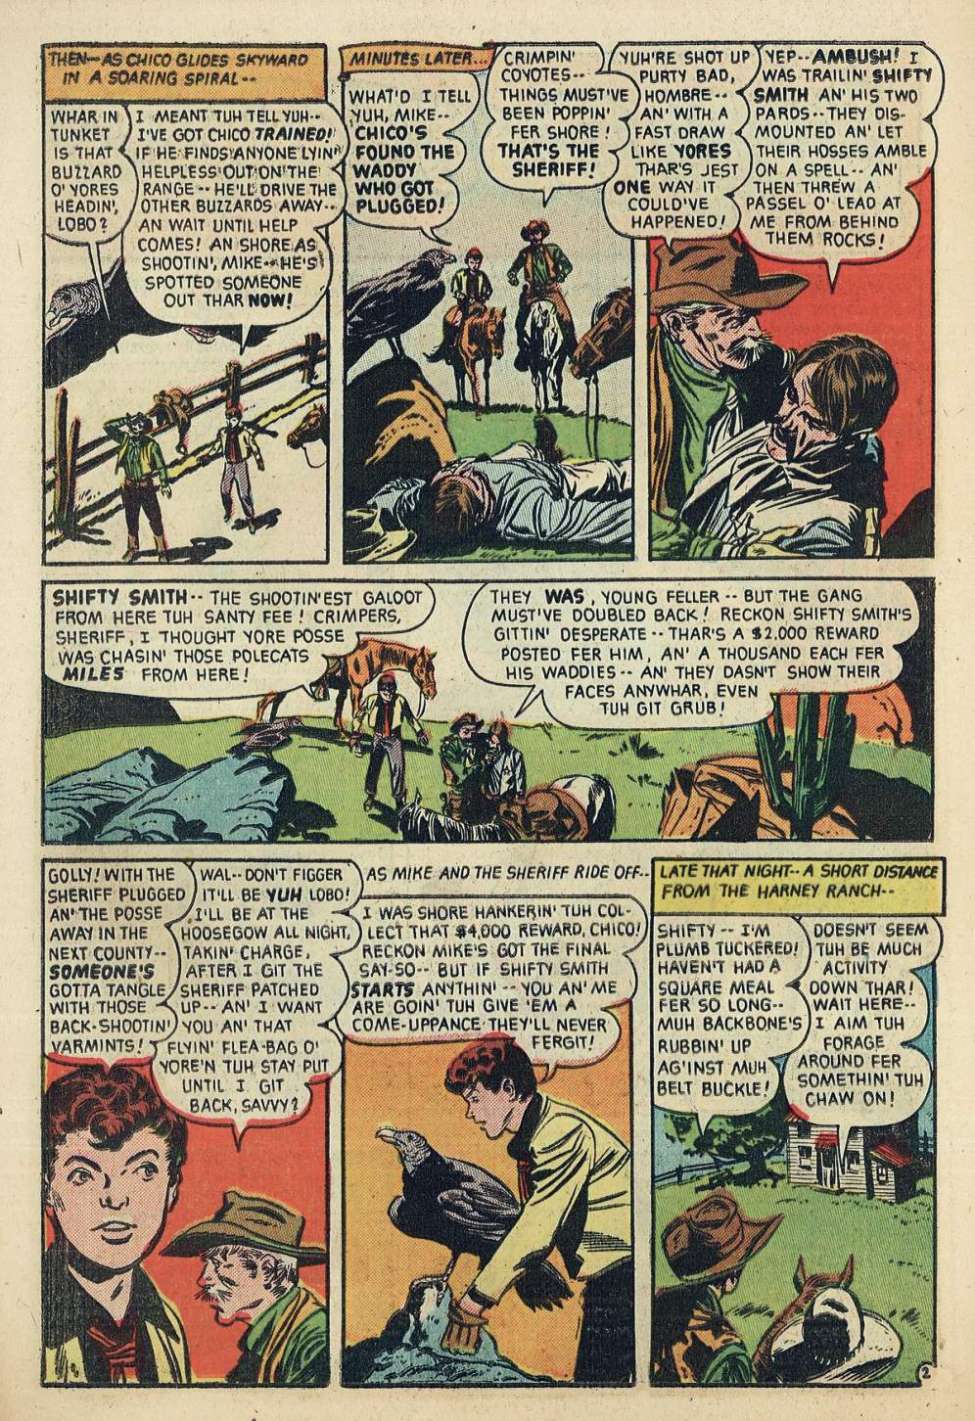 THEN--AS CHICO GLIDES SKYWARD
IN A SOARING SPIRAL--
WHAR IN
TUNKET
IS THAT
BUZZARD
O' YORES
HEADIN',
LOBO?
I MEANT TUH TELL YUH--
I'VE GOT CHICO TRAINED!
IF HE FINDS ANYONE LYIN'
HELPLESS OUT ON THE
RANGE-- HE'LL DRIVE THE
OTHER BUZZARDS AWAY--
AN WAIT UNTIL HELP
COMES! AN SHORE AS
SHOOTIN', MIKE--HE'S
SPOTTED SOMEONE
OUT THAR NOW!
MINUTES LATER...
WHAT'D I TELL
YUH, MIKE--
CHICO'S
FOUND THE
WADDY
WHO GOT
PLUGGED!
CRIMPIN'
COYOTES--
THINGS MUST'VE
BEEN POPPIN'
FER SHORE!
THAT'S THE
SHERIFF!
YUH'RE SHOT UP
PURTY BAD,
HOMBRE--
AN' WITH A
FAST DRAW
LIKE YORES
THAR'S JEST
ONE WAY IT
COULD'VE
HAPPENED!
YEP-- AMBUSH! I
WAS TRAILIN' SHIFTY
SMITH AN' HIS TWO
PARDS--THEY DIS-
MOUNTED AN' LET
THEIR HOSSES AMBLE
ON A SPELL-- AN'
THEN THREW A
PASSEL O' LEAD AT
ME FROM BEHIND
THEM ROCKS!
SHIFTY SMITH-- THE SHOOTIN'EST GALOOT
FROM HERE TUH SANTY FEE! CRIMPERS,
SHERIFF, I THOUGHT YORE POSSE
WAS CHASIN' THOSE POLECATS
MILES FROM HERE!
THEY WAS, YOUNG FELLER-- BUT THE GANG
MUST'VE DOUBLED BACK! RECKON SHIFTY SMITH'S
GITTIN' DESPERATE-- THAR'S A $2,000 REWARD
POSTED FER HIM, AN' A THOUSAND EACH FER
HIS WADDIES-- AN' THEY DASN'T SHOW THEIR
FACES ANYWHAR, EVEN
TUH GIT GRUB!
GOLLY! WITH THE
SHERIFF PLUGGED
AN' THE POSSE
AWAY IN THE
NEXT COUNTY--
SOMEONE'S
GOTTA TANGLE
WITH THOSE
BACK-SHOOTIN'
VARMINTS!
WAL-- DON'T FIGGER
IT'LL BE YUH LOBO!
I'LL BE AT THE
HOOSEGOW ALL NIGHT,
TAKIN' CHARGE,
AFTER I GIT THE
SHERIFF PATCHED
UP-- AN' I WANT
YOU AN' THAT
FLYIN' FLEA-BAG O'
YORE'N TUH STAY PUT
UNTIL I GIT
BACK, SAVVY?
AS MIKE AND THE SHERIFF RIDE OFF--
I WAS SHORE HANKERIN' TUH COL-
LECT THAT $4,000 REWARD, CHICO!
RECKON MIKE'S GOT THE FINAL
SAY-SO-- BUT IF SHIFTY SMITH
STARTS ANYTHIN'-- YOU AN' ME
ARE GOIN' TUH GIVE 'EM A
COME-UPPANCE THEY'LL NEVER
FERGIT!
LATE THAT NIGHT-- A SHORT DISTANCE
FROM THE HARNEY RANCH--
SHIFTY-- I'M
PLUMB TUCKERED!
HAVEN'T HAD A
SQUARE MEAL
FER SO LONG--
MUH BACKBONE'S
RUBBIN' UP
AG'INST MUH
BELT BUCKLE!
DOESN'T SEEM
TUH BE MUCH
ACTIVITY
DOWN THAR!
WAIT HERE--
I AIM TUH
FORAGE
AROUND FER
SOMETHIN' TUH
CHAW ON!
2